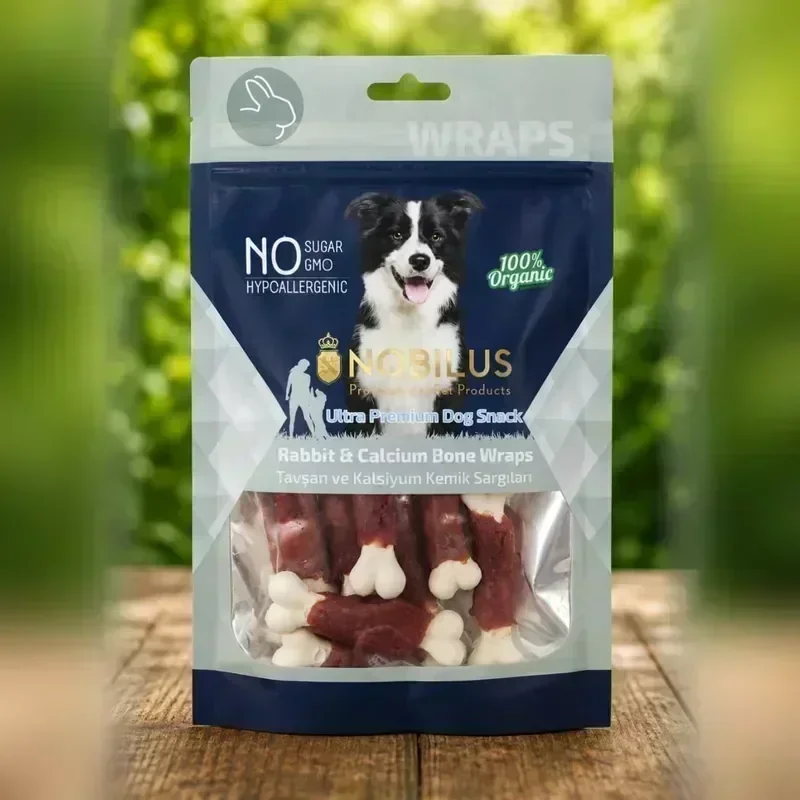 WRAPS
NO SUGAR
GMO
HYPOALLERGENIC
100%
Organic
NOBILUS
Pet Products
Ultra Premium Dog Snack
Rabbit & Calcium Bone Wraps
Tavşan ve Kalsiyum Kemik Sargıları